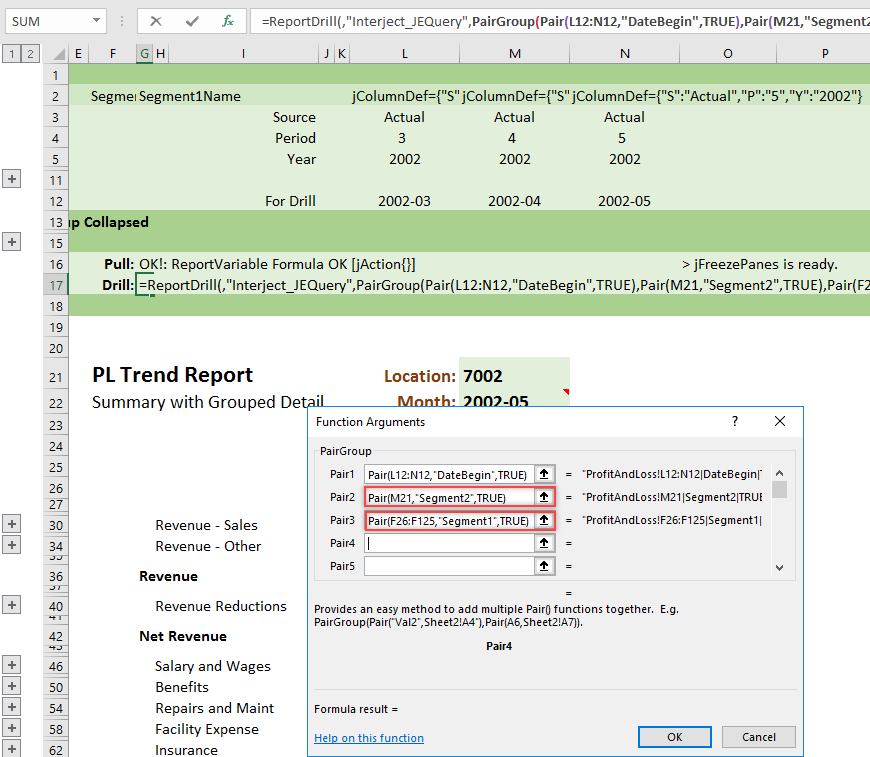 SUM =ReportDrill(,"Interject_JEQuery",PairGroup(Pair(L12:N12,"DateBegin",TRUE),Pair(M21,"Segment2
1 2 E F G H I J K L M N O P
1
2 Segme Segment1Name jColumnDef={"S" jColumnDef={"S" jColumnDef={"S":"Actual","P":"5","Y":"2002"}
3 Source Actual Actual Actual
4 Period 3 4 5
5 Year 2002 2002 2002
11
12 For Drill 2002-03 2002-04 2002-05
13 p Collapsed
15
16 Pull: OK!: ReportVariable Formula OK [jAction{}] > jFreezePanes is ready.
17 Drill: =ReportDrill(,"Interject_JEQuery",PairGroup(Pair(L12:N12,"DateBegin",TRUE),Pair(M21,"Segment2",TRUE),Pair(F2
18
19
20
21 PL Trend Report Location: 7002
22 Summary with Grouped Detail Month: 2002-05
23
24
25
26
27
30 Revenue - Sales
34 Revenue - Other
35
36 Revenue
37
40 Revenue Reductions
41
42 Net Revenue
43
46 Salary and Wages
50 Benefits
54 Repairs and Maint
58 Facility Expense
62 Insurance
Function Arguments ?
PairGroup
Pair1 Pair(L12:N12,"DateBegin",TRUE) = "ProfitAndLoss!L12:N12|DateBegin|
Pair2 Pair(M21,"Segment2",TRUE) = "ProfitAndLoss!M21|Segment2|TRUE
Pair3 Pair(F26:F125,"Segment1",TRUE) = "ProfitAndLoss!F26:F125|Segment1|
Pair4 =
Pair5 =
=
Provides an easy method to add multiple Pair() functions together. E.g.
PairGroup(Pair("Val2",Sheet2!A4"),Pair(A6,Sheet2!A7)).
Pair4
Formula result =
Help on this function OK Cancel